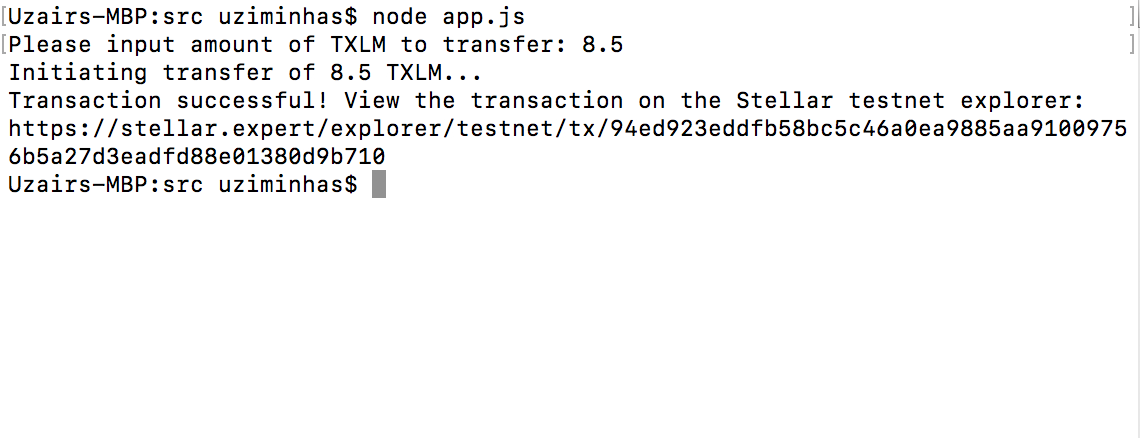 [Uzairs-MBP:src uziminhas$ node app.js ]
[Please input amount of TXLM to transfer: 8.5 ]
Initiating transfer of 8.5 TXLM...
Transaction successful! View the transaction on the Stellar testnet explorer:
https://stellar.expert/explorer/testnet/tx/94ed923eddfb58bc5c46a0ea9885aa9100975
6b5a27d3eadfd88e01380d9b710
Uzairs-MBP:src uziminhas$